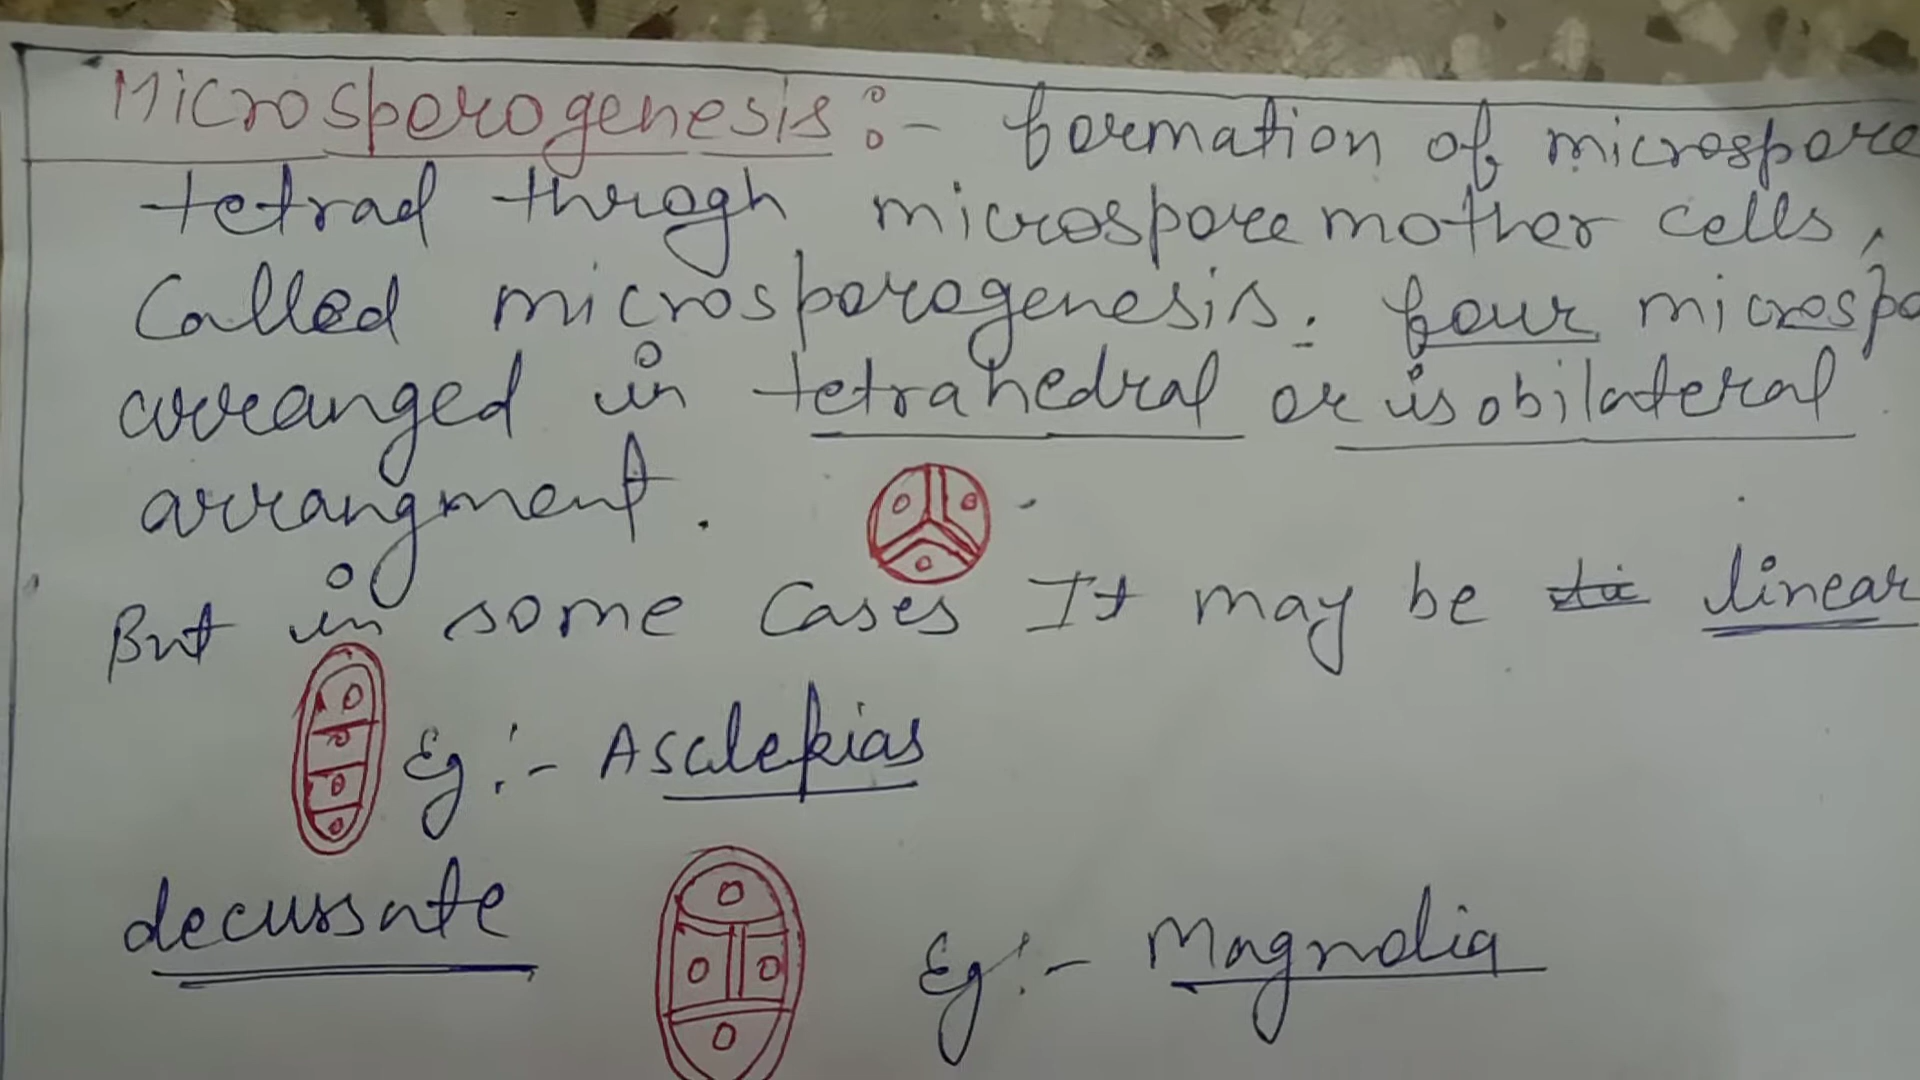 Microsporogenesis :- formation of microspore
tetrad throgh microspore mother cells,
Called microsporogenesis. four microspo
arranged in tetrahedral or isobilateral
arrangment.
But in some cases It may be linear
Eg :- Asclepias
decussate Eg :- Magnolia